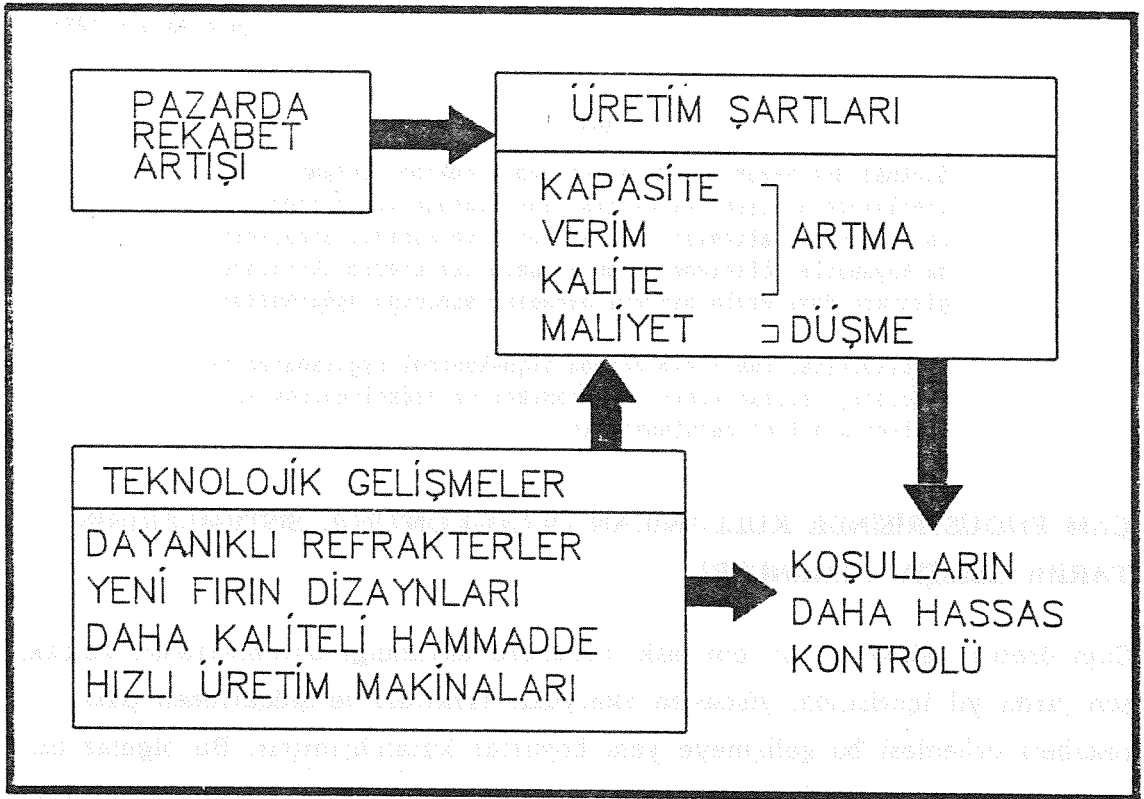 PAZARDA
REKABET
ARTIŞI
ÜRETİM ŞARTLARI
KAPASİTE
VERİM
KALİTE
ARTMA
MALİYET
DÜŞME
TEKNOLOJİK GELİŞMELER
DAYANIKLI REFRAKTERLER
YENİ FIRIN DİZAYNLARI
DAHA KALİTELİ HAMMADDE
HIZLI ÜRETİM MAKİNALARI
KOŞULLARIN
DAHA HASSAS
KONTROLÜ